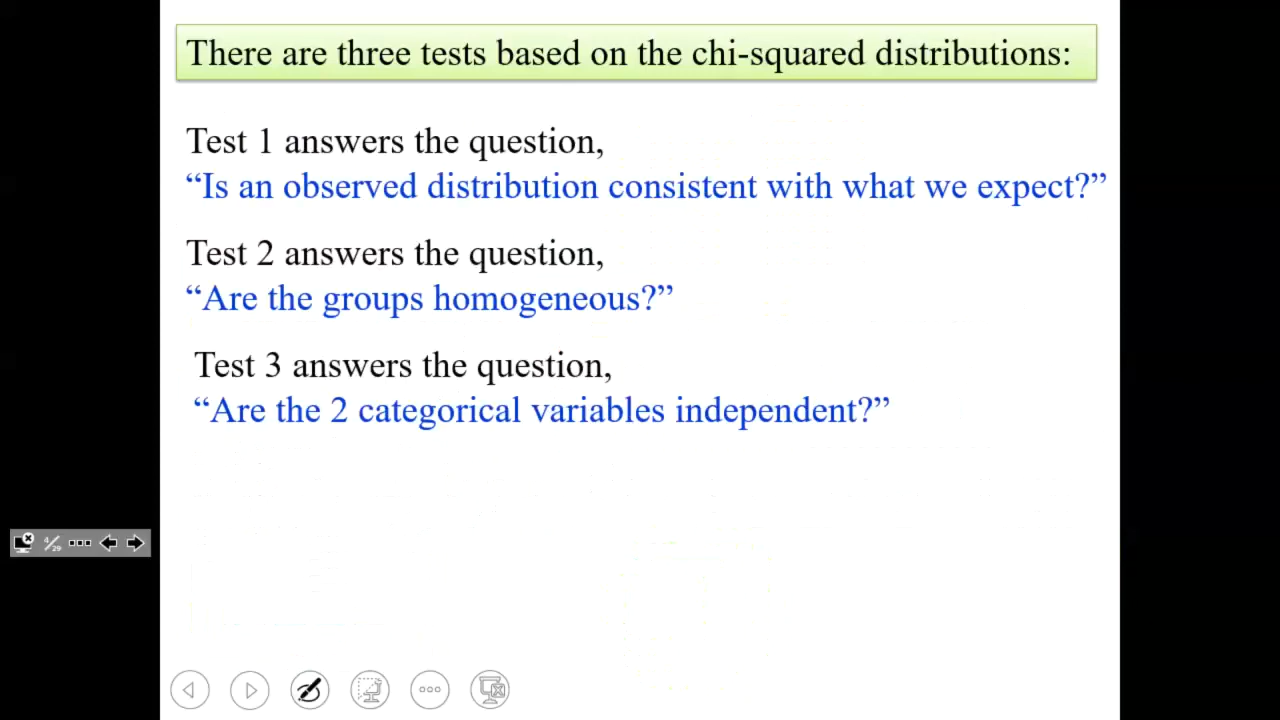 There are three tests based on the chi-squared distributions:
Test 1 answers the question,
“Is an observed distribution consistent with what we expect?”
Test 2 answers the question,
“Are the groups homogeneous?”
Test 3 answers the question,
“Are the 2 categorical variables independent?”
4/29